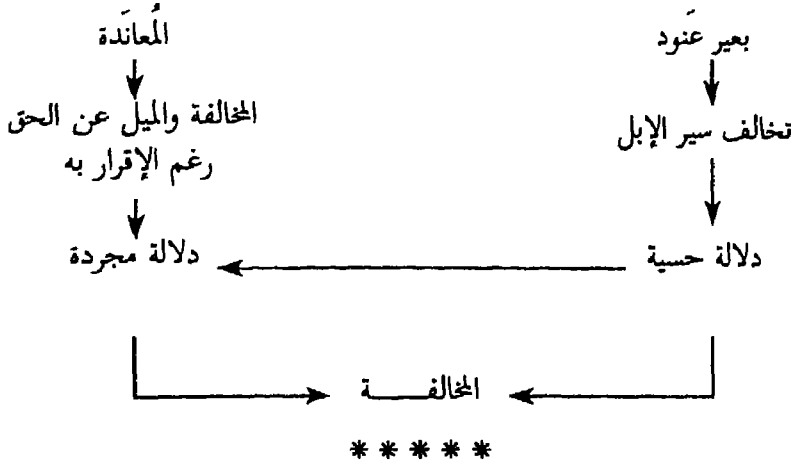 بعير عَنود
المُعانَدة
تخالف سير الإبل
المخالفة والميل عن الحق
رغم الإقرار به
دلالة حسية
دلالة مجردة
المخالفـــــة
*****